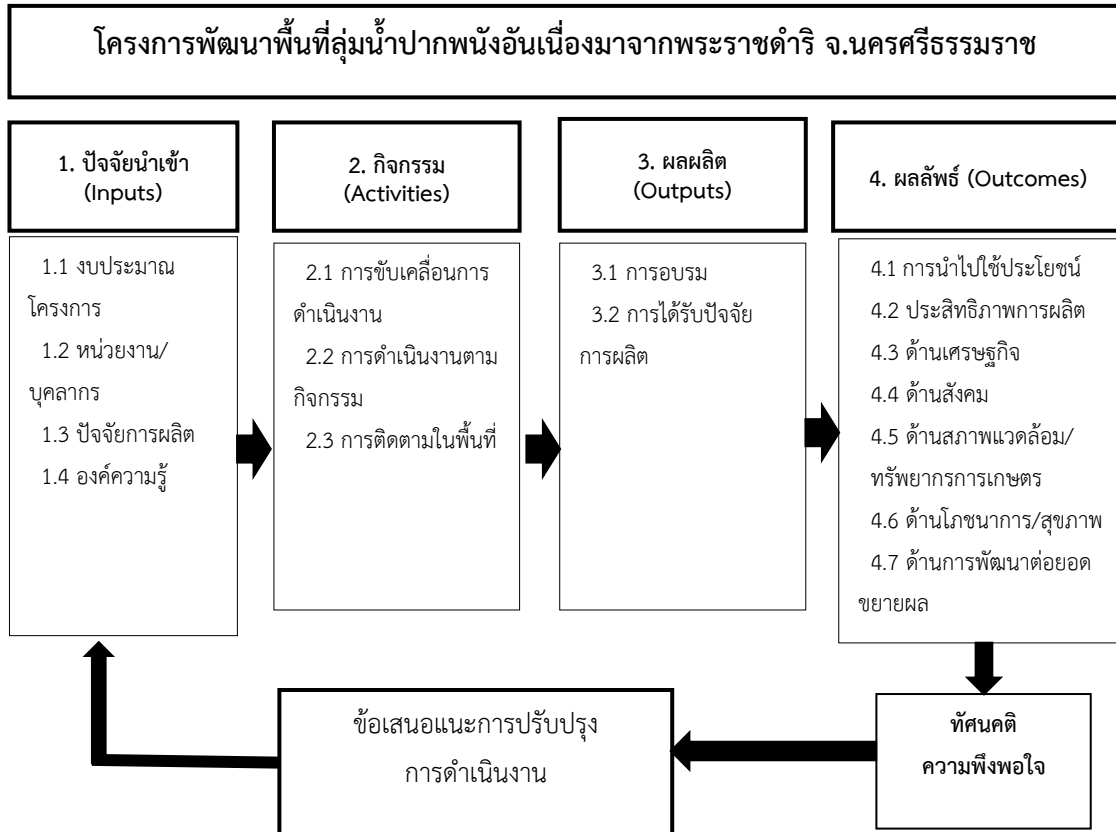 โครงการพัฒนาพื้นที่ลุ่มน้ำปากพนังอันเนื่องมาจากพระราชดำริ จ.นครศรีธรรมราช
1. ปัจจัยนำเข้า
(Inputs)
1.1 งบประมาณ
โครงการ
1.2 หน่วยงาน/
บุคลากร
1.3 ปัจจัยการผลิต
1.4 องค์ความรู้
2. กิจกรรม
(Activities)
2.1 การขับเคลื่อนการ
ดำเนินงาน
2.2 การดำเนินงานตาม
กิจกรรม
2.3 การติดตามในพื้นที่
3. ผลผลิต
(Outputs)
3.1 การอบรม
3.2 การได้รับปัจจัย
การผลิต
4. ผลลัพธ์ (Outcomes)
4.1 การนำไปใช้ประโยชน์
4.2 ประสิทธิภาพการผลิต
4.3 ด้านเศรษฐกิจ
4.4 ด้านสังคม
4.5 ด้านสภาพแวดล้อม/
ทรัพยากรการเกษตร
4.6 ด้านโภชนาการ/สุขภาพ
4.7 ด้านการพัฒนาต่อยอด
ขยายผล
ทัศนคติ
ความพึงพอใจ
ข้อเสนอแนะการปรับปรุง
การดำเนินงาน